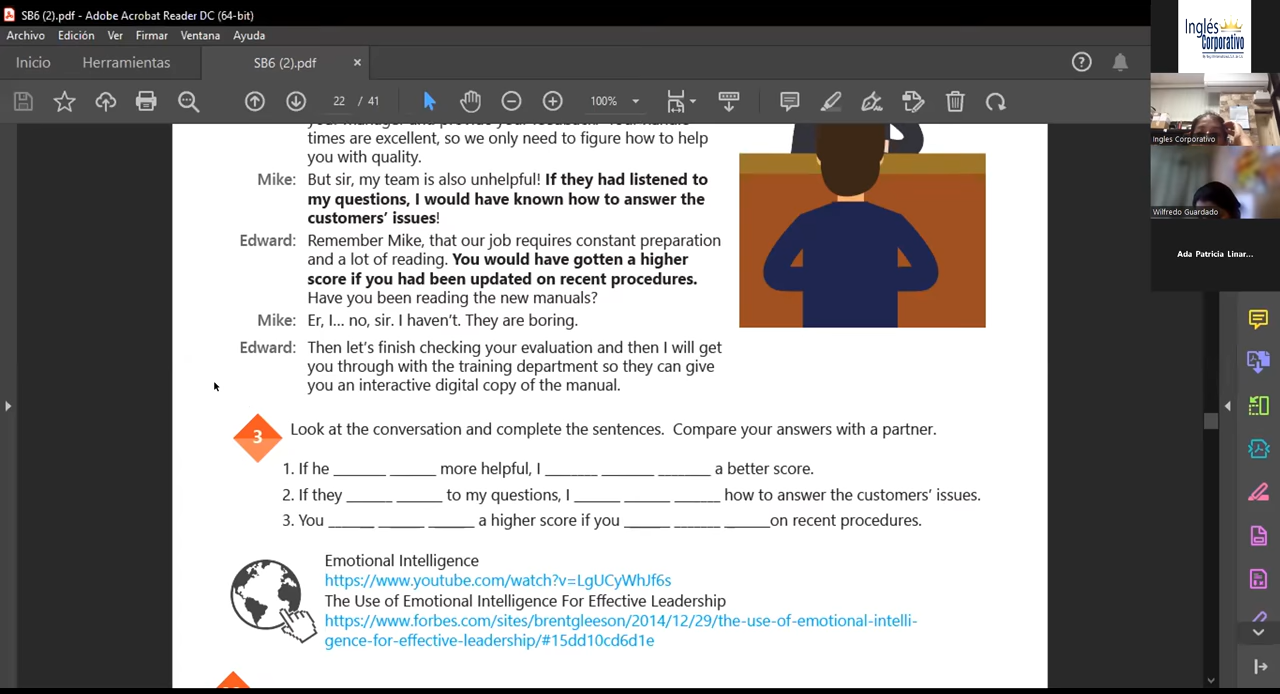 SB6 (2).pdf - Adobe Acrobat Reader DC (64-bit)
Archivo Edición Ver Firmar Ventana Ayuda
Inicio Herramientas SB6 (2).pdf ×
22 / 41 100%
times are excellent, so we only need to figure how to help
you with quality.
Mike: But sir, my team is also unhelpful! If they had listened to
my questions, I would have known how to answer the
customers' issues!
Edward: Remember Mike, that our job requires constant preparation
and a lot of reading. You would have gotten a higher
score if you had been updated on recent procedures.
Have you been reading the new manuals?
Mike: Er, I... no, sir. I haven't. They are boring.
Edward: Then let's finish checking your evaluation and then I will get
you through with the training department so they can give
you an interactive digital copy of the manual.
3 Look at the conversation and complete the sentences. Compare your answers with a partner.
1. If he _______ ______ more helpful, I _______ _______ _______ a better score.
2. If they ______ ______ to my questions, I ______ ______ ______ how to answer the customers' issues.
3. You ______ ______ ______ a higher score if you ______ ______ ______on recent procedures.
Emotional Intelligence
https://www.youtube.com/watch?v=LgUCyWhJf6s
The Use of Emotional Intelligence For Effective Leadership
https://www.forbes.com/sites/brentgleeson/2014/12/29/the-use-of-emotional-intelli-
gence-for-effective-leadership/#15dd10cd6d1e
Inglés
Corporativo
Ingles Corporativo
Wilfredo Guardado
Ada Patricia Linar...